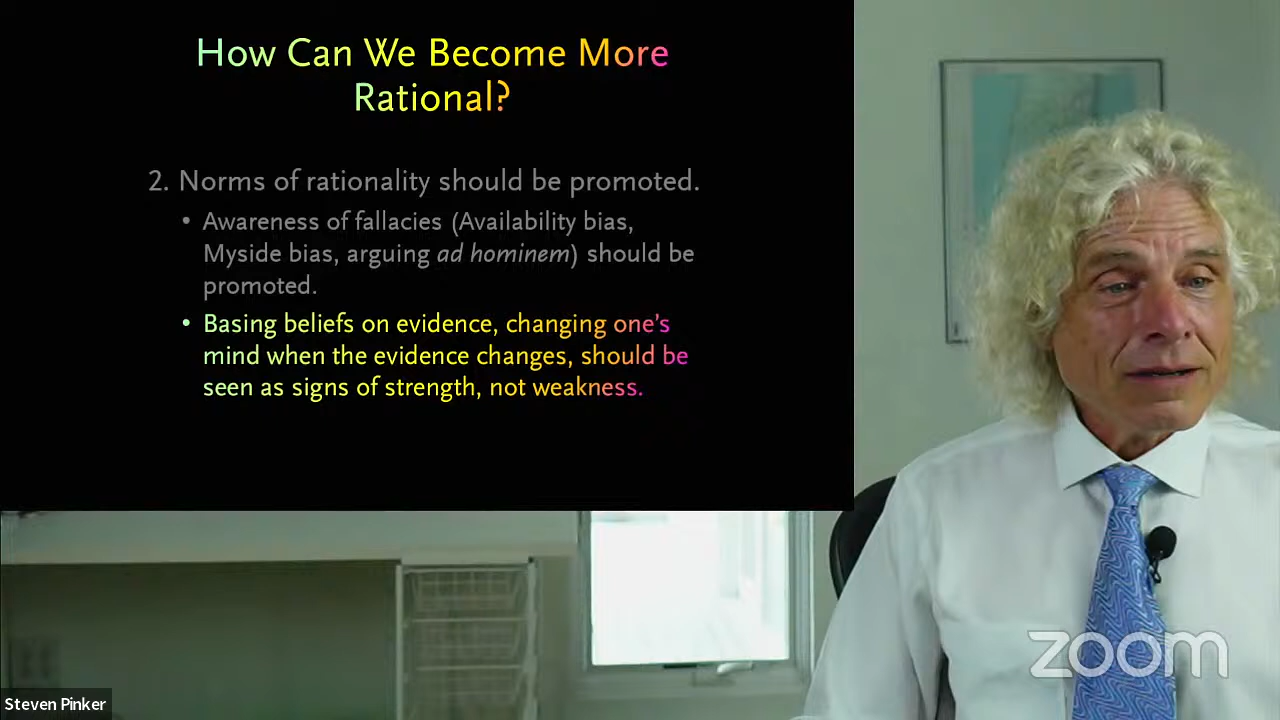 How Can We Become More
Rational?
2. Norms of rationality should be promoted.
• Awareness of fallacies (Availability bias,
Myside bias, arguing ad hominem) should be
promoted.
• Basing beliefs on evidence, changing one's
mind when the evidence changes, should be
seen as signs of strength, not weakness.
zoom
Steven Pinker